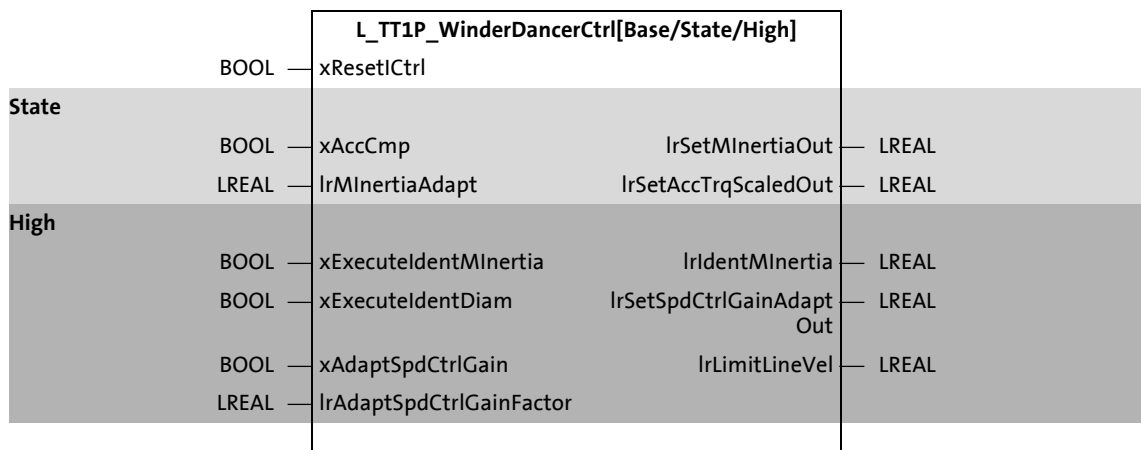 L_TT1P_WinderDancerCtrl[Base/State/High]
BOOL xResetICtrl
State
BOOL xAccCmp lrSetMInertiaOut LREAL
LREAL lrMInertiaAdapt lrSetAccTrqScaledOut LREAL
High
BOOL xExecuteIdentMInertia lrIdentMInertia LREAL
BOOL xExecuteIdentDiam lrSetSpdCtrlGainAdapt LREAL
Out
BOOL xAdaptSpdCtrlGain lrLimitLineVel LREAL
LREAL lrAdaptSpdCtrlGainFactor